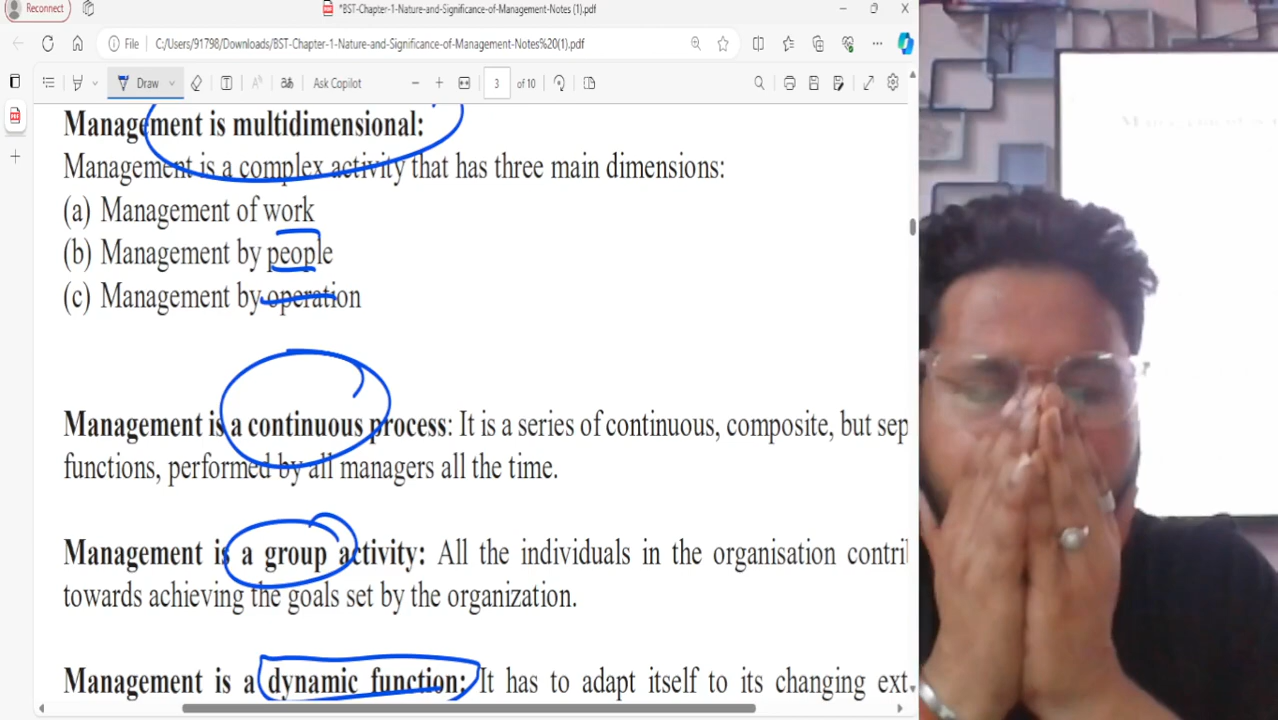 Reconnect
*BST-Chapter-1-Nature-and-Significance-of-Management-Notes (1).pdf
File C:/Users/91798/Downloads/BST-Chapter-1-Nature-and-Significance-of-Management-Notes%20(1).pdf
Draw Ask Copilot 3 of 10
Management is multidimensional:
Management is a complex activity that has three main dimensions:
(a) Management of work
(b) Management by people
(c) Management by operation
Management is a continuous process: It is a series of continuous, composite, but sep
functions, performed by all managers all the time.
Management is a group activity: All the individuals in the organisation contri
towards achieving the goals set by the organization.
Management is a dynamic function: It has to adapt itself to its changing ext